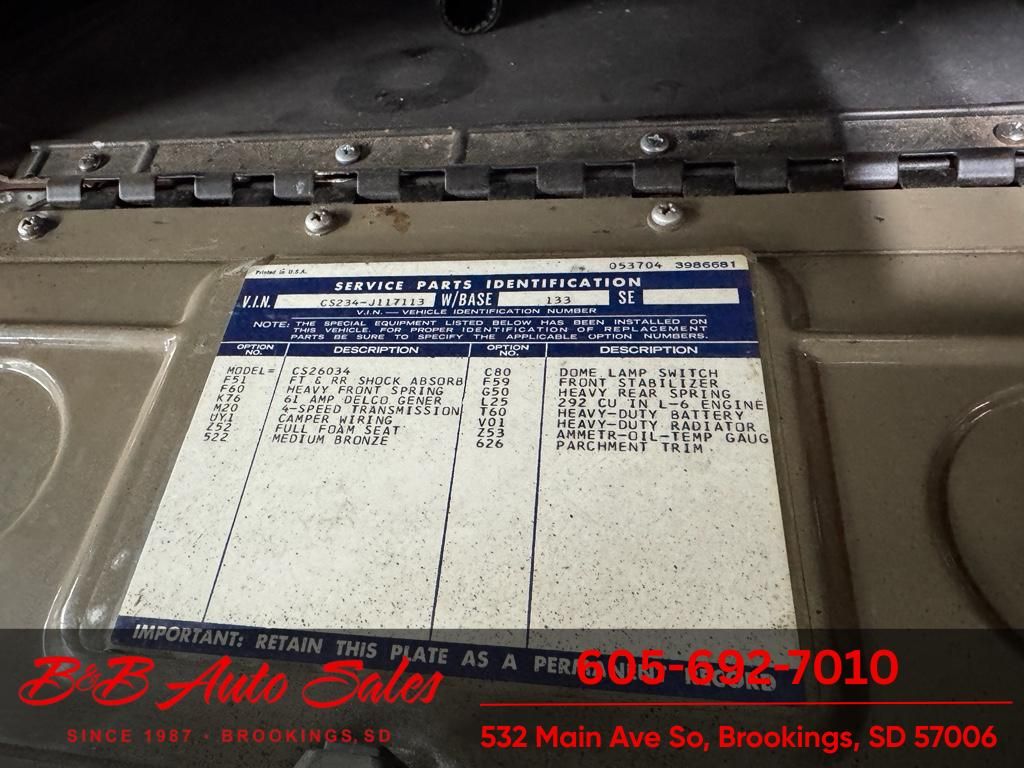 Printed in U.S.A.
053704 3986681
SERVICE PARTS IDENTIFICATION
V.I.N. CS234-J117113 W/BASE 133 SE
V.I.N. — VEHICLE IDENTIFICATION NUMBER
NOTE: THE SPECIAL EQUIPMENT LISTED BELOW HAS BEEN INSTALLED ON
THIS VEHICLE. FOR PROPER IDENTIFICATION OF REPLACEMENT
PARTS BE SURE TO SPECIFY THE APPLICABLE OPTION NUMBERS.
OPTION NO. DESCRIPTION OPTION NO. DESCRIPTION
MODEL= CS26034 C80 DOME LAMP SWITCH
F51 FT & RR SHOCK ABSORB F59 FRONT STABILIZER
F60 HEAVY FRONT SPRING G50 HEAVY REAR SPRING
K76 61 AMP DELCO GENER L25 292 CU IN L-6 ENGINE
M20 4-SPEED TRANSMISSION T60 HEAVY-DUTY BATTERY
UY1 CAMPER WIRING V01 HEAVY-DUTY RADIATOR
Z52 FULL FOAM SEAT Z53 AMMETR-OIL-TEMP GAUG
522 MEDIUM BRONZE 626 PARCHMENT TRIM
IMPORTANT: RETAIN THIS PLATE AS A PERMANENT RECORD
B&B Auto Sales
SINCE 1987 · BROOKINGS, SD
605-692-7010
532 Main Ave So, Brookings, SD 57006